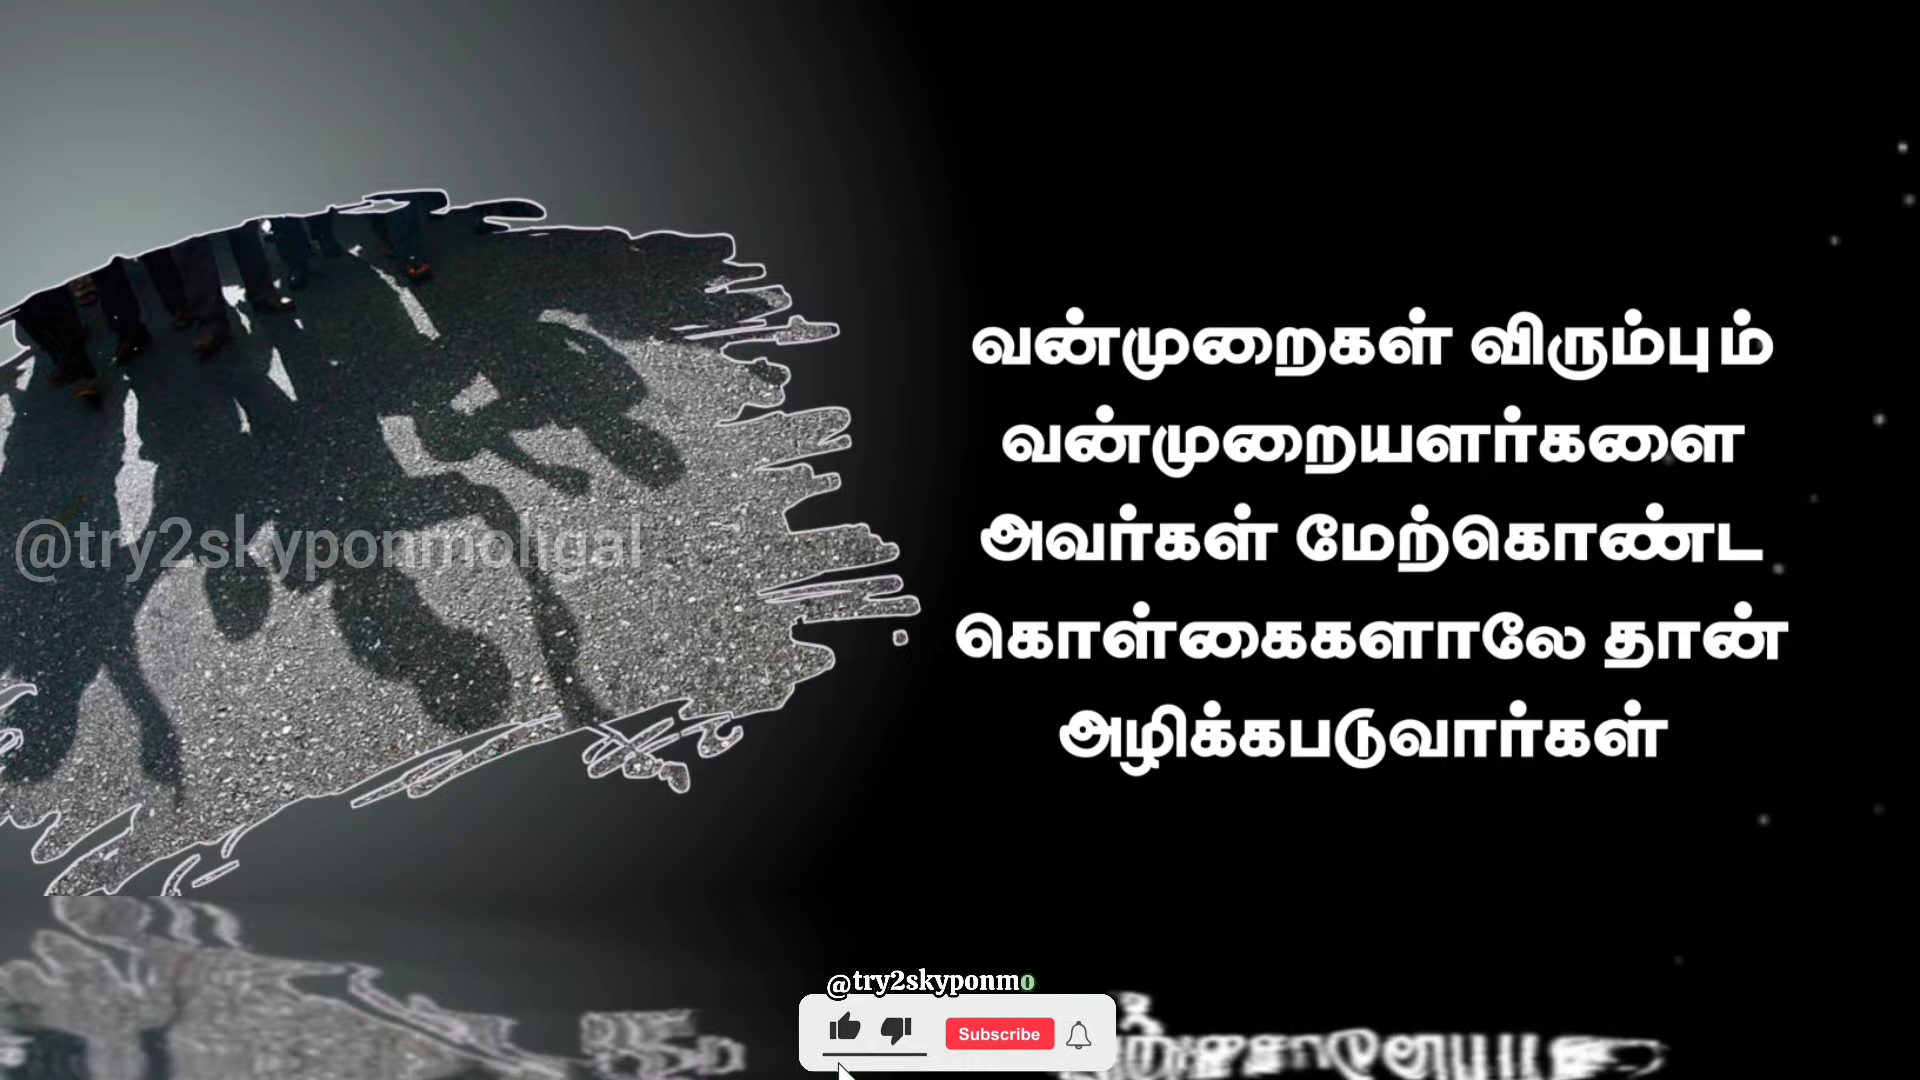 வன்முறைகள் விரும்பும்
வன்முறையளர்களை
அவர்கள் மேற்கொண்ட
கொள்கைகளாலே தான்
அழிக்கபடுவார்கள்
@try2skyponmoligal
@try2skyponmo
Subscribe